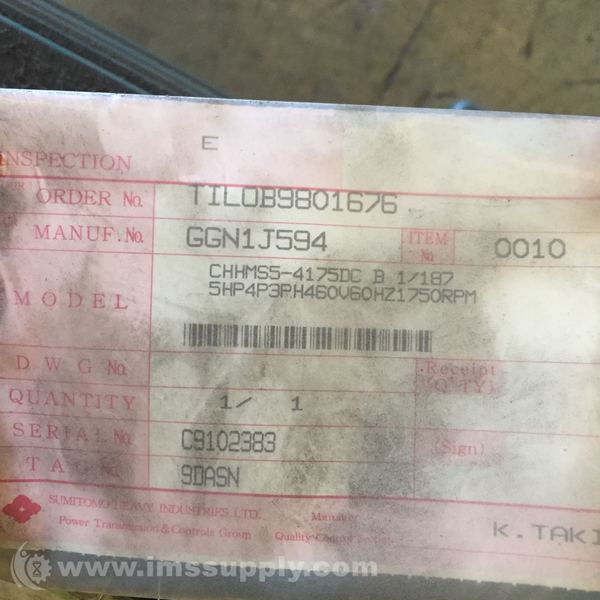 E
INSPECTION
ORDER No. TILOB9801676
MANUF. No. GGN1J594 ITEM No. 0010
MODEL CHHMS5-4175DC B 1/187
5HP4P3PH460V60HZ1750RPM
DWG No.
Receipt
(Q'TY)
QUANTITY 1/ 1
SERIAL No. C9102383
(Sign)
TAG No. 9DASN
SUMITOMO HEAVY INDUSTRIES, LTD.
Power Transmission & Controls Group
Quality Control Section
K. TAKI
www.imssupply.com